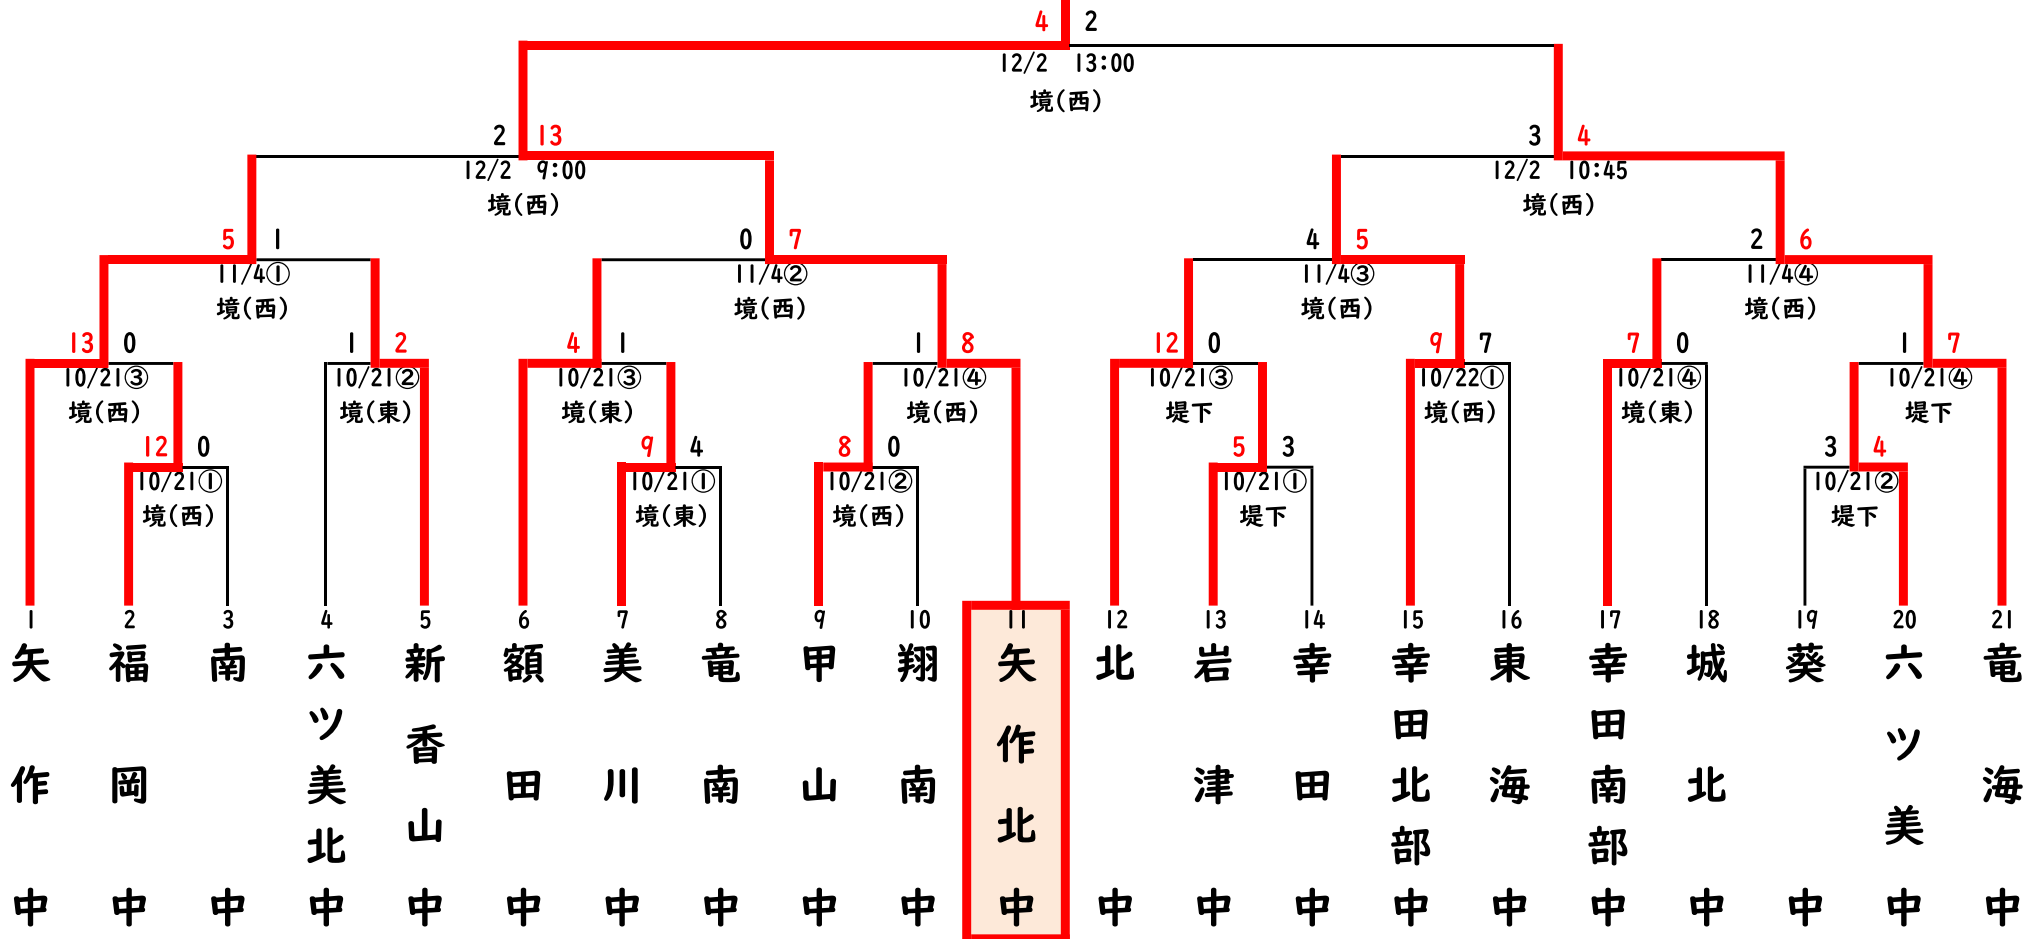 4 2
12/2 13:00
境(西)
2 13 3 4
12/2 9:00 12/2 10:45
境(西) 境(西)
5 1 0 7 4 5 2 6
11/4① 11/4② 11/4③ 11/4④
境(西) 境(西) 境(西) 境(西)
13 0 1 2 4 1 1 8 12 0 9 7 7 0 1 7
10/21③ 10/21② 10/21③ 10/21④ 10/21③ 10/22① 10/21④ 10/21④
境(西) 境(東) 境(東) 境(西) 堤下 境(西) 境(東) 堤下
12 0 9 4 8 0 5 3 3 4
10/21① 10/21① 10/21② 10/21① 10/21②
境(西) 境(東) 境(西) 堤下 堤下
1 2 3 4 5 6 7 8 9 10 11 12 13 14 15 16 17 18 19 20 21
矢作中
福岡中
南中
六ツ美北中
新香山中
額田中
美川中
竜南中
甲山中
翔南中
矢作北中
北中
岩津中
幸田中
幸田北部中
東海中
幸田南部中
城北中
葵中
六ツ美中
竜海中